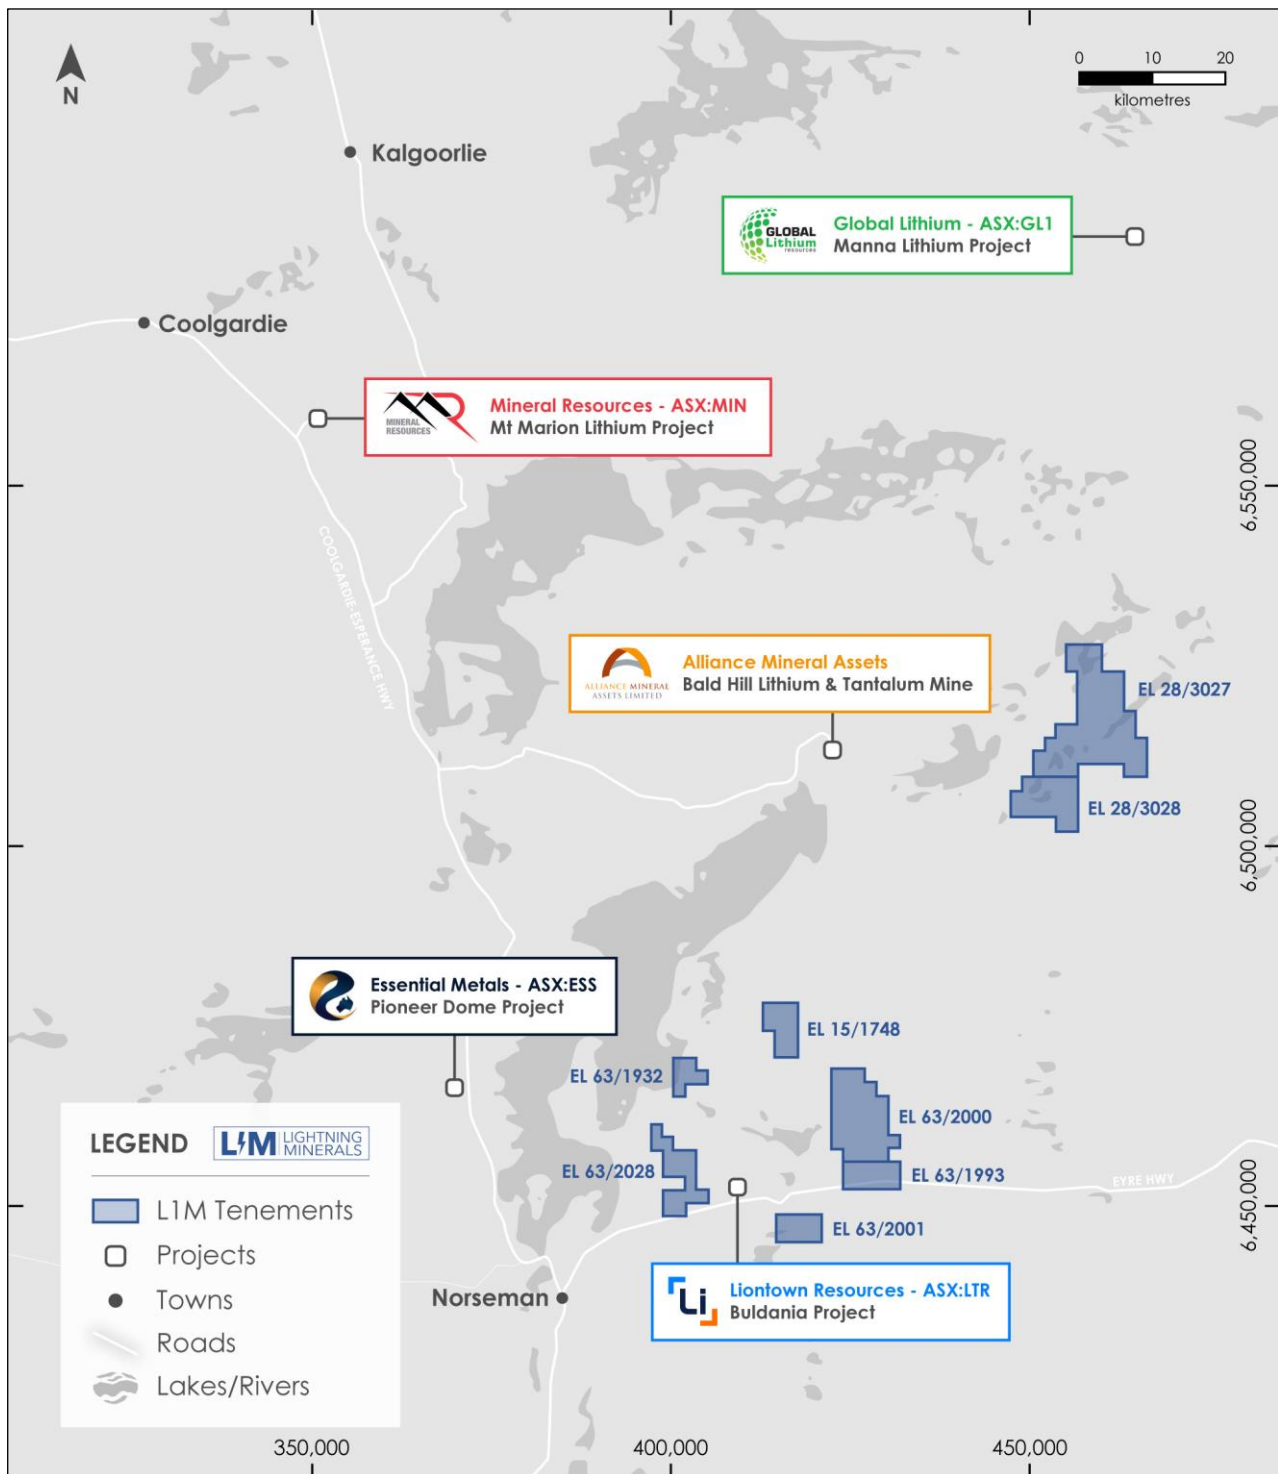 N
0 10 20
kilometres
Kalgoorlie
GLOBAL
Lithium
resources
Global Lithium - ASX:GL1
Manna Lithium Project
Coolgardie
MINERAL
RESOURCES
Mineral Resources - ASX:MIN
Mt Marion Lithium Project
6,550,000
COOLGARDIE-ESPERANCE HWY
ALLIANCE MINERAL
ASSETS LIMITED
Alliance Mineral Assets
Bald Hill Lithium & Tantalum Mine
EL 28/3027
EL 28/3028
6,500,000
Essential Metals - ASX:ESS
Pioneer Dome Project
EL 15/1748
EL 63/1932
EL 63/2000
EL 63/2028
EL 63/1993
EYRE HWY
EL 63/2001
6,450,000
Norseman
Li
Liontown Resources - ASX:LTR
Buldania Project
LEGEND
L1M LIGHTNING
MINERALS
L1M Tenements
Projects
Towns
Roads
Lakes/Rivers
350,000 400,000 450,000